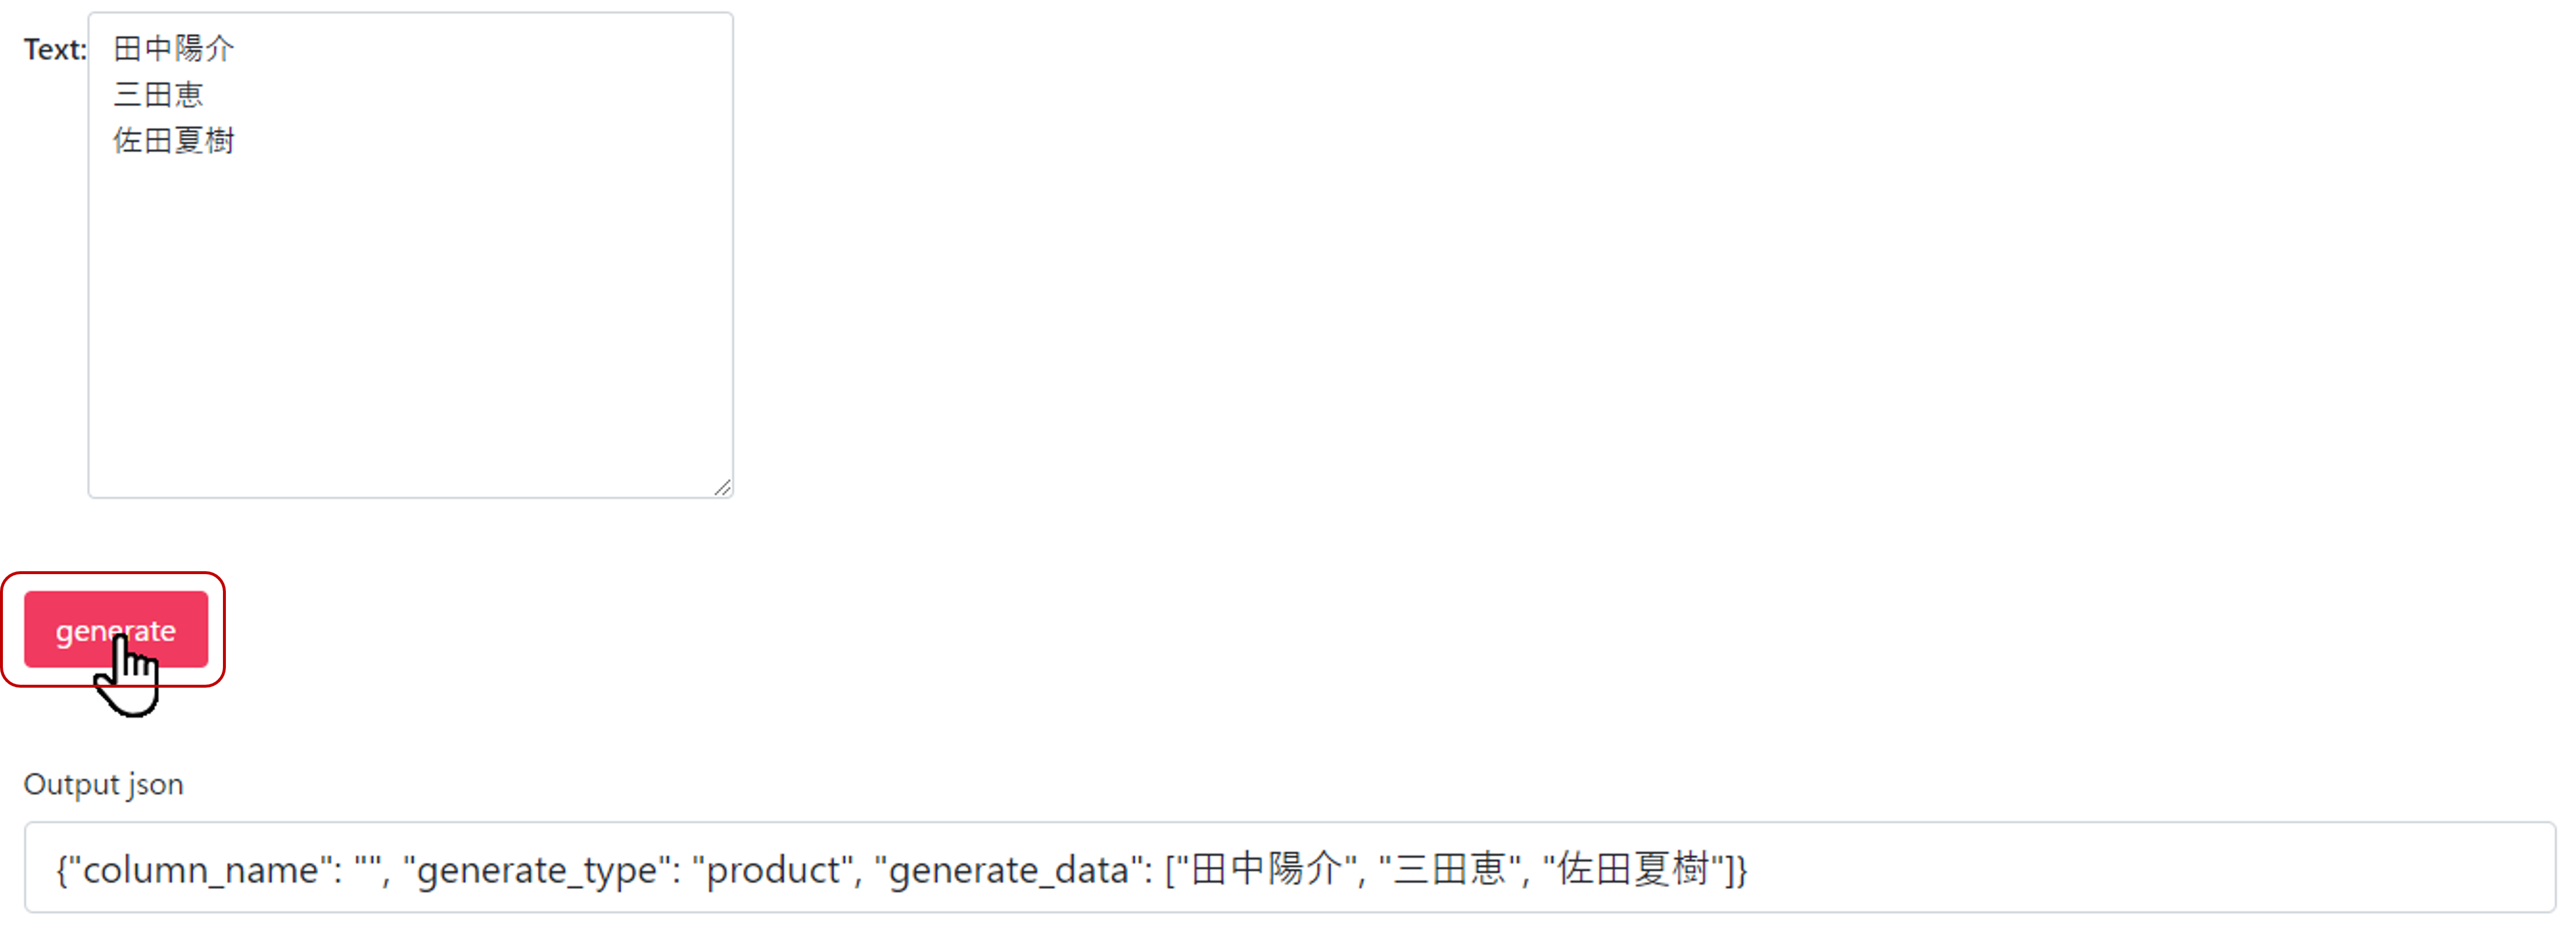 Text: 田中陽介
三田恵
佐田夏樹
generate
Output json
{"column_name": "", "generate_type": "product", "generate_data": ["田中陽介", "三田恵", "佐田夏樹"]}